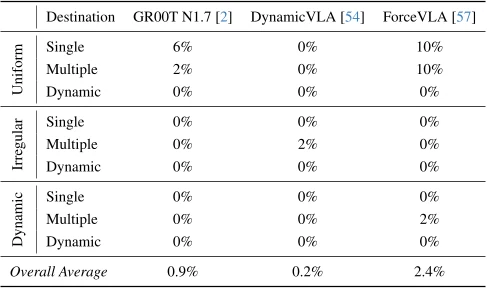 Destination GR00T N1.7 [2] DynamicVLA [54] ForceVLA [57]
Uniform
Single 6% 0% 10%
Multiple 2% 0% 10%
Dynamic 0% 0% 0%
Irregular
Single 0% 0% 0%
Multiple 0% 2% 0%
Dynamic 0% 0% 0%
Dynamic
Single 0% 0% 0%
Multiple 0% 0% 2%
Dynamic 0% 0% 0%
Overall Average 0.9% 0.2% 2.4%